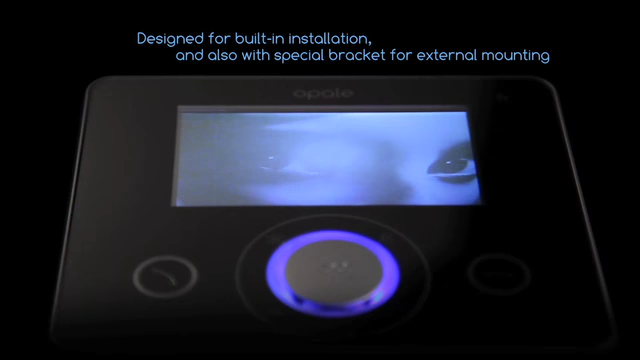 Designed for built-in installation,
and also with special bracket for external mounting
opale